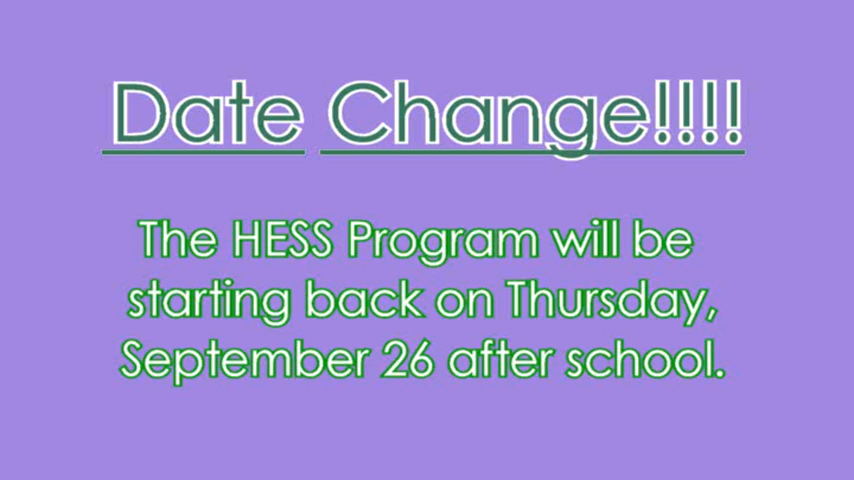 Date Change!!!!
The HESS Program will be
starting back on Thursday,
September 26 after school.